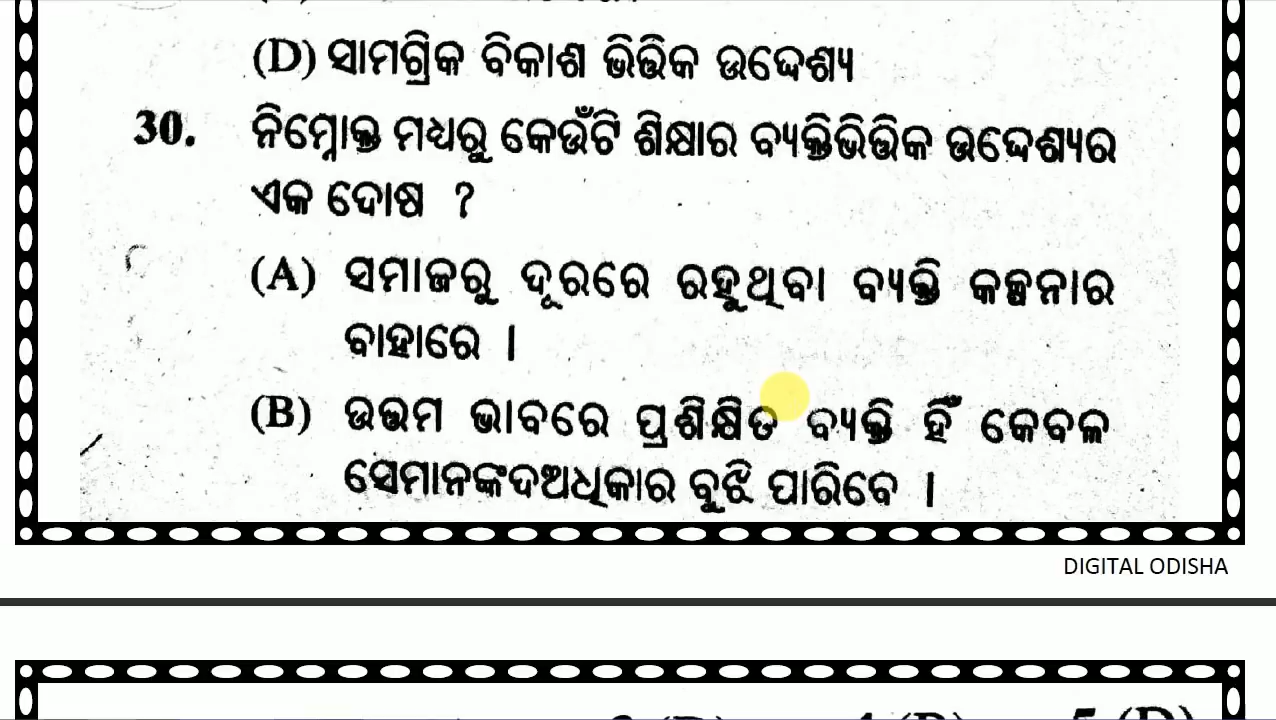 (D) ସାମଗ୍ରିକ ବିକାଶ ଭିତ୍ତିକ ଉଦ୍ଦେଶ୍ୟ
30. ନିମ୍ନୋକ୍ତ ମଧ୍ୟରୁ କେଉଁଟି ଶିକ୍ଷାର ବ୍ୟକ୍ତିଭିତ୍ତିକ ଉଦ୍ଦେଶ୍ୟର
ଏକ ଦୋଷ ?
(A) ସମାଜରୁ ଦୂରରେ ରହୁଥିବା ବ୍ୟକ୍ତି କଳ୍ପନାର
ବାହାରେ ।
(B) ଉତ୍ତମ ଭାବରେ ପ୍ରଶିକ୍ଷିତ ବ୍ୟକ୍ତି ହିଁ କେବଳ
ସେମାନଙ୍କଦଅଧିକାର ବୁଝି ପାରିବେ ।
DIGITAL ODISHA